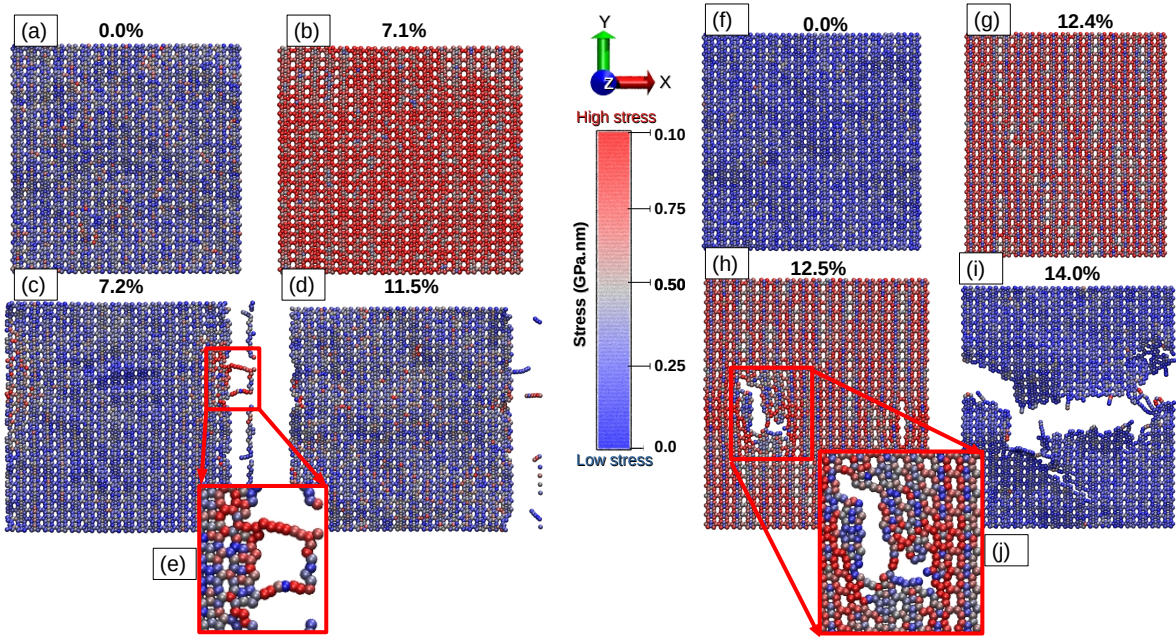 (a)
0.0%
(b)
7.1%
(c)
7.2%
(d)
11.5%
(e)
Y
X
Z
High stress
0.10
0.75
0.50
0.25
0.0
Stress (GPa.nm)
Low stress
(f)
0.0%
(g)
12.4%
(h)
12.5%
(i)
14.0%
(j)